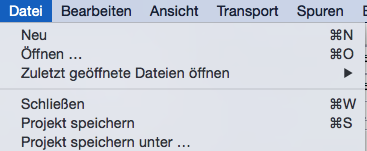 Datei Bearbeiten Ansicht Transport Spuren
Neu ⌘N
Öffnen ... ⌘O
Zuletzt geöffnete Dateien öffnen ▶
Schließen ⌘W
Projekt speichern ⌘S
Projekt speichern unter ...